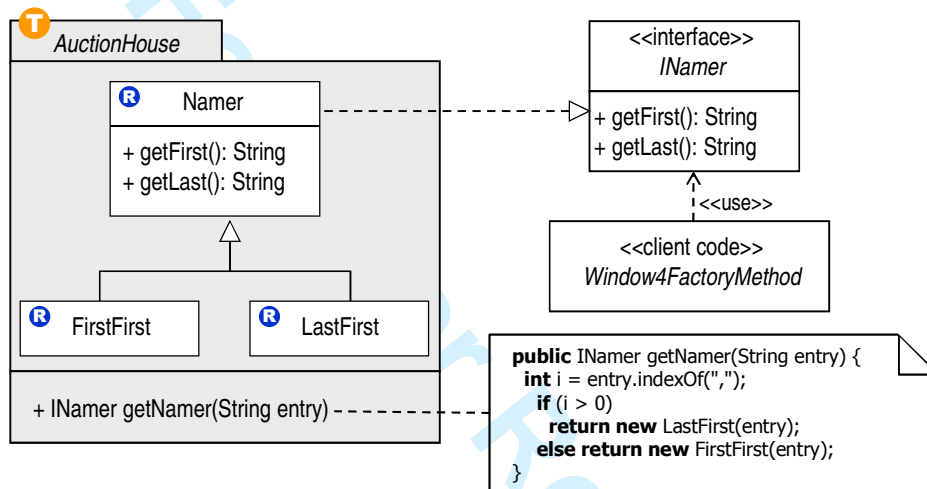 T
AuctionHouse
R
Namer
+ getFirst(): String
+ getLast(): String
R
FirstFirst
R
LastFirst
+ INamer getNamer(String entry)
<<interface>>
INamer
+ getFirst(): String
+ getLast(): String
<<use>>
<<client code>>
Window4FactoryMethod
public INamer getNamer(String entry) {
int i = entry.indexOf(",");
if (i > 0)
return new LastFirst(entry);
else return new FirstFirst(entry);
}